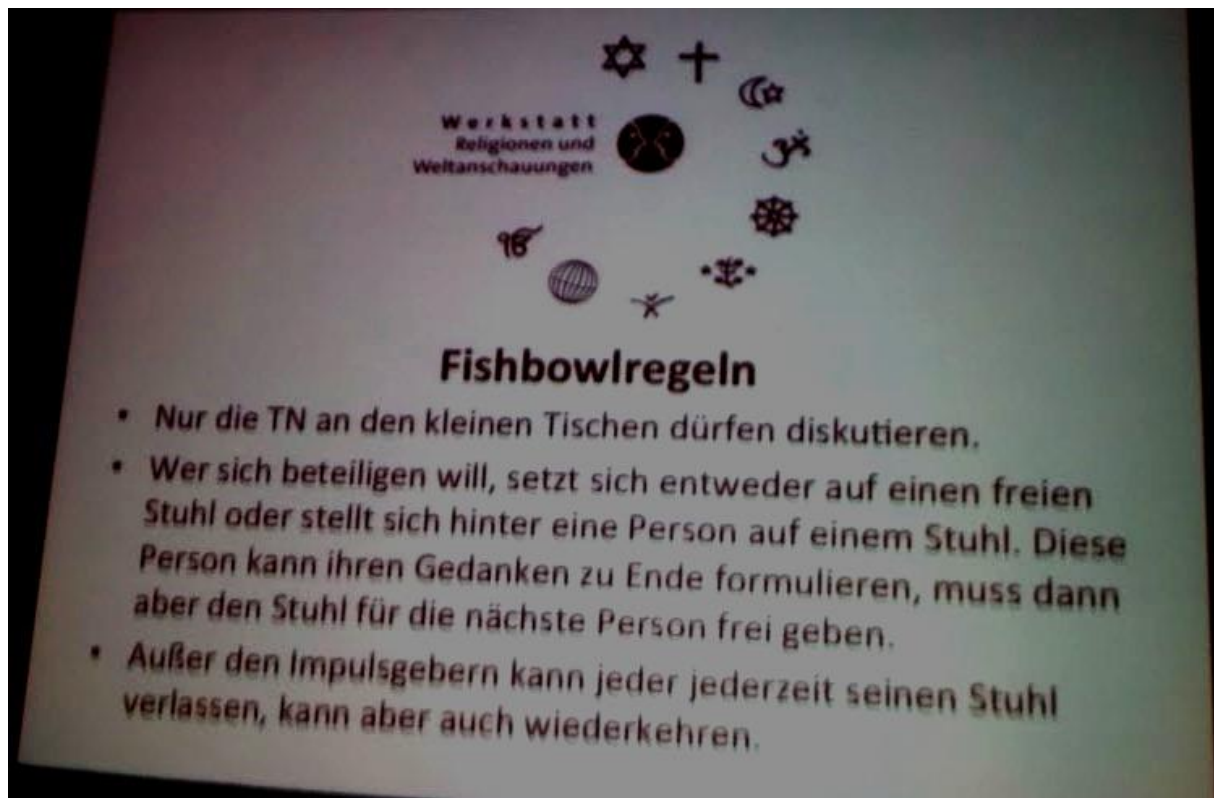 Werkstatt
Religionen und
Weltanschauungen
Fishbowlregeln
• Nur die TN an den kleinen Tischen dürfen diskutieren.
• Wer sich beteiligen will, setzt sich entweder auf einen freien
Stuhl oder stellt sich hinter eine Person auf einem Stuhl. Diese
Person kann ihren Gedanken zu Ende formulieren, muss dann
aber den Stuhl für die nächste Person frei geben.
• Außer den Impulsgebern kann jeder jederzeit seinen Stuhl
verlassen, kann aber auch wiederkehren.